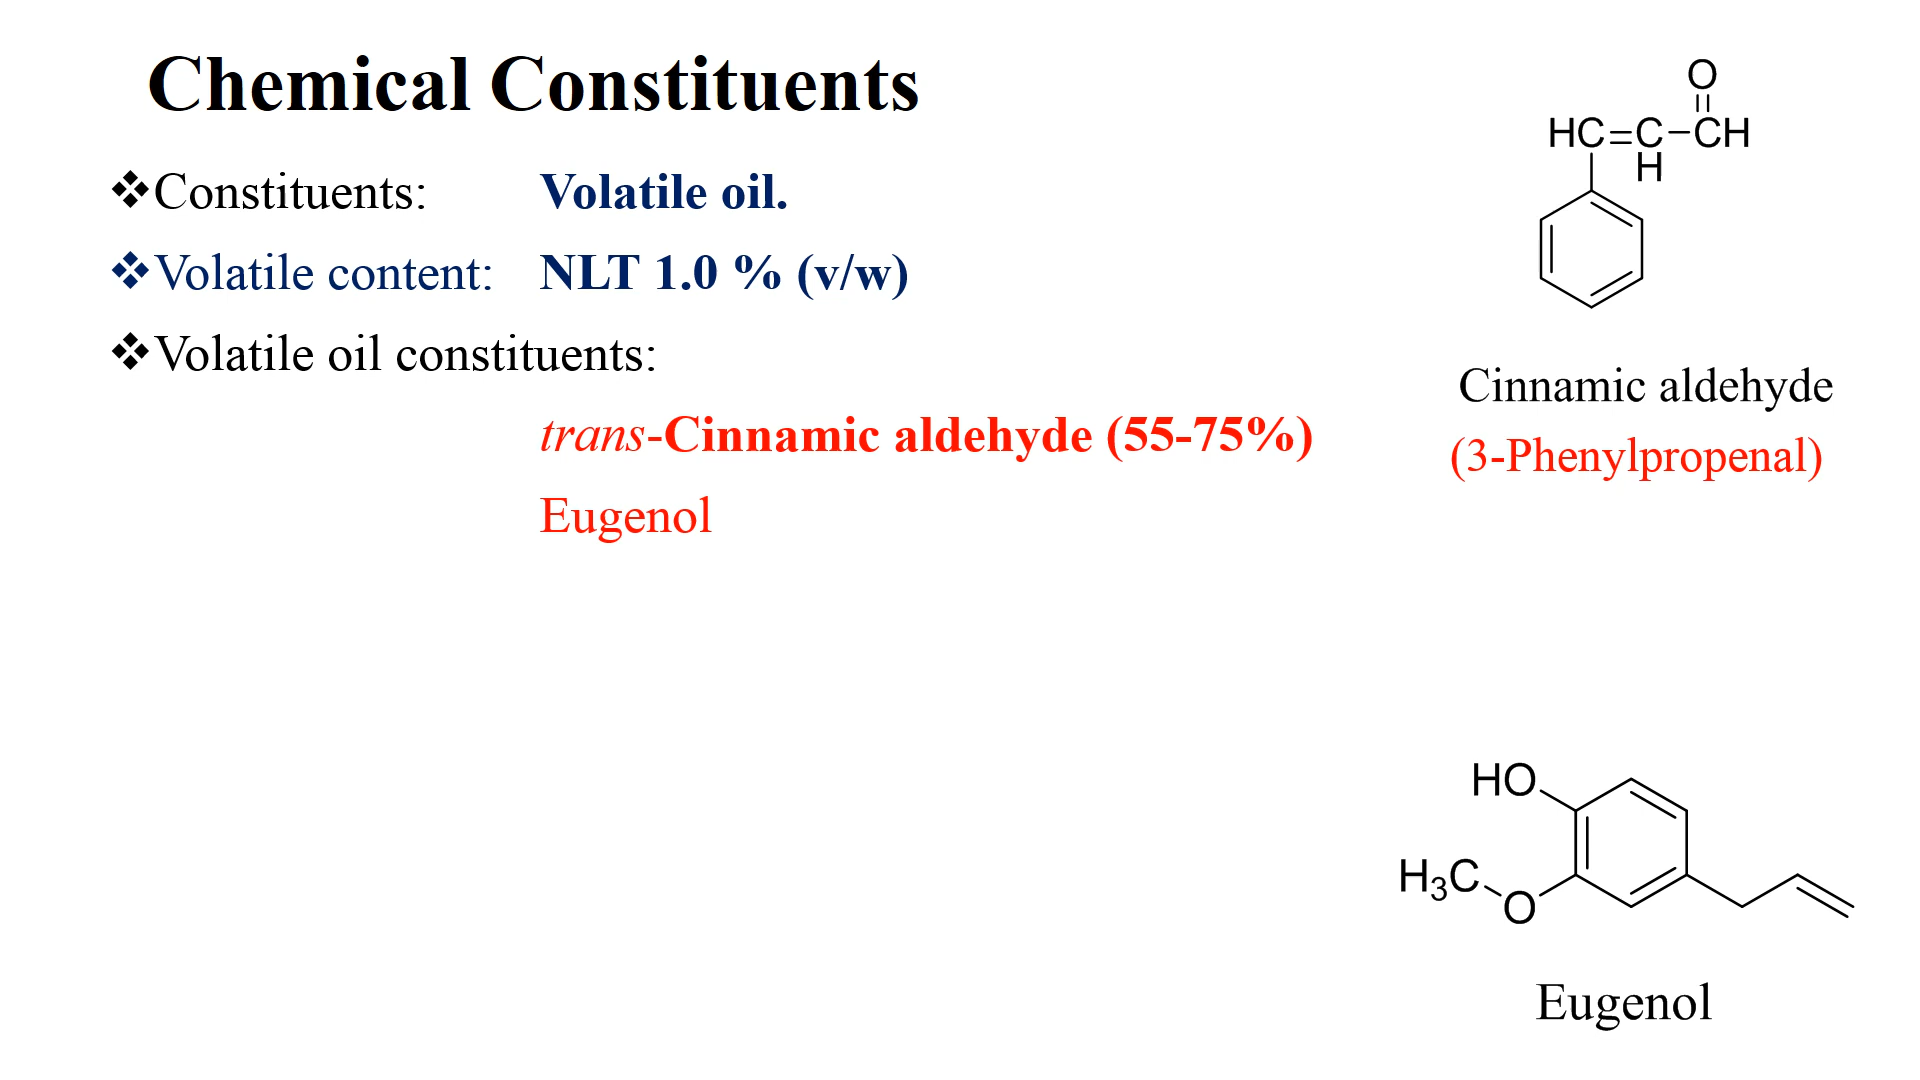 Chemical Constituents
❖Constituents: Volatile oil.
❖Volatile content: NLT 1.0 % (v/w)
❖Volatile oil constituents:
trans-Cinnamic aldehyde (55-75%)
Eugenol
O
HC=C-CH
H
Cinnamic aldehyde
(3-Phenylpropenal)
HO
H₃C
O
Eugenol